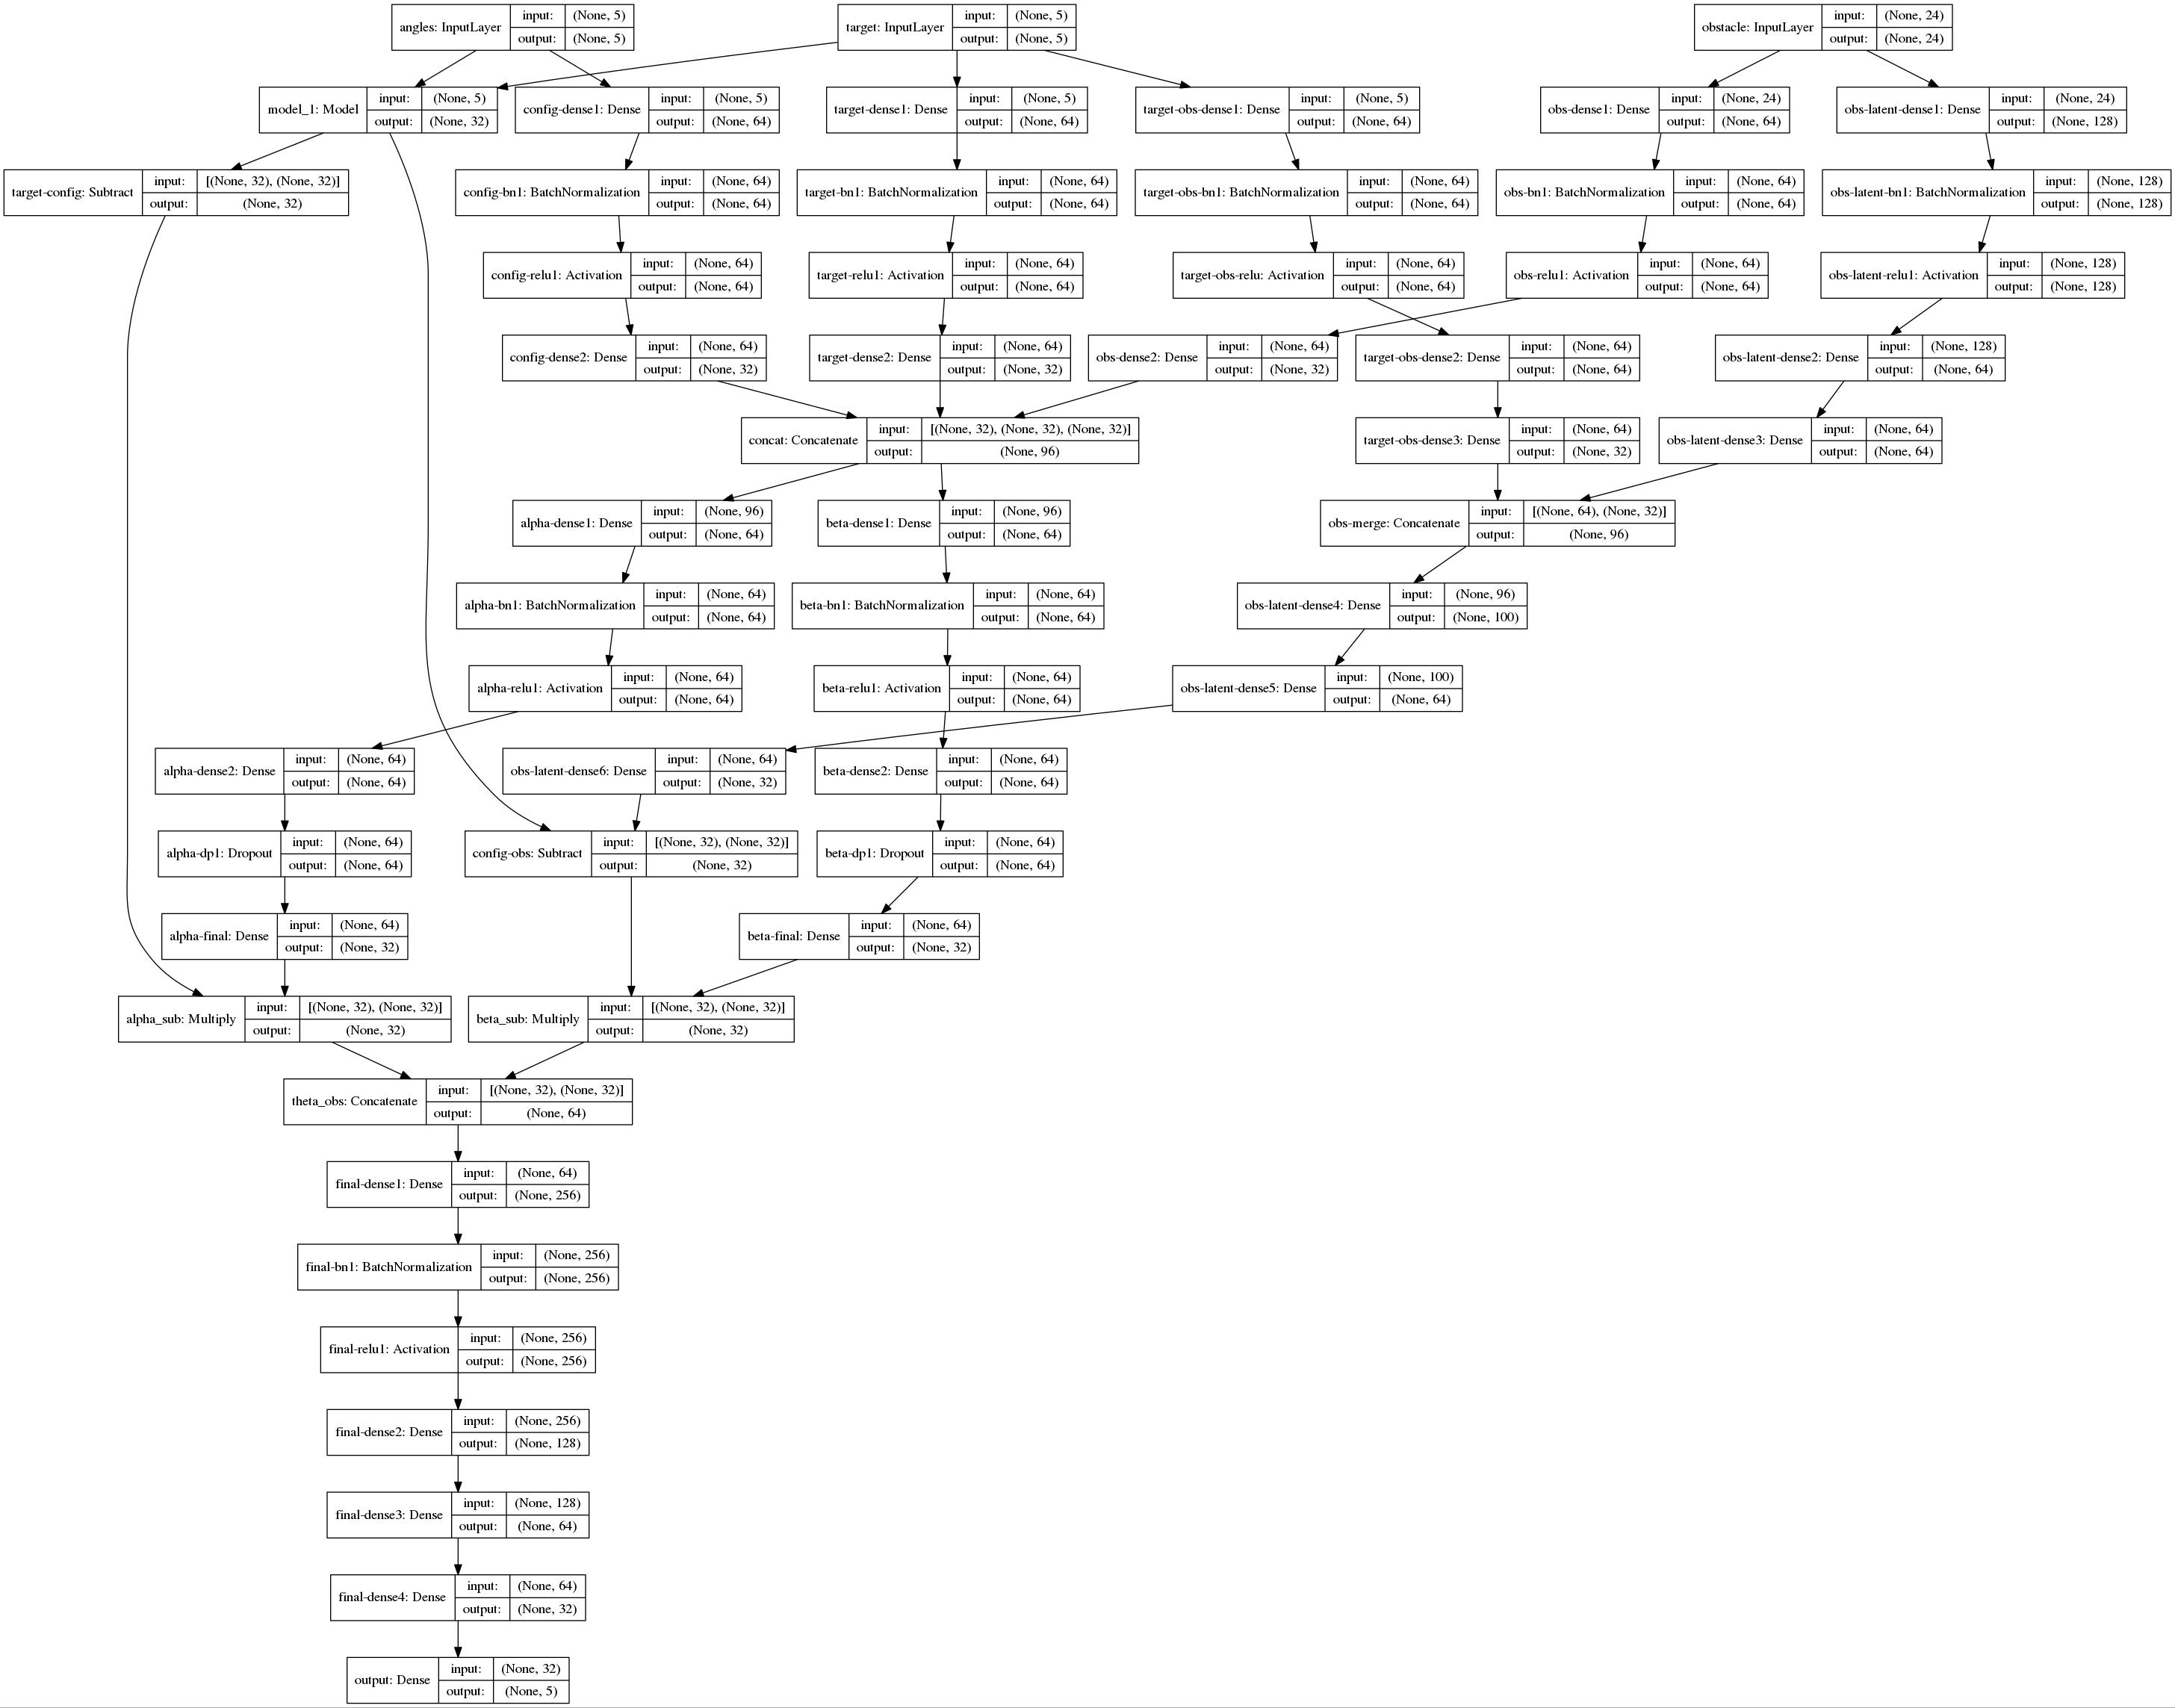 angles: InputLayer input: (None, 5) output: (None, 5)
target: InputLayer input: (None, 5) output: (None, 5)
obstacle: InputLayer input: (None, 24) output: (None, 24)
model_1: Model input: (None, 5) output: (None, 32)
config-dense1: Dense input: (None, 5) output: (None, 64)
target-dense1: Dense input: (None, 5) output: (None, 64)
target-obs-dense1: Dense input: (None, 5) output: (None, 64)
obs-dense1: Dense input: (None, 24) output: (None, 64)
obs-latent-dense1: Dense input: (None, 24) output: (None, 128)
target-config: Subtract input: [(None, 32), (None, 32)] output: (None, 32)
config-bn1: BatchNormalization input: (None, 64) output: (None, 64)
target-bn1: BatchNormalization input: (None, 64) output: (None, 64)
target-obs-bn1: BatchNormalization input: (None, 64) output: (None, 64)
obs-bn1: BatchNormalization input: (None, 64) output: (None, 64)
obs-latent-bn1: BatchNormalization input: (None, 128) output: (None, 128)
config-relu1: Activation input: (None, 64) output: (None, 64)
target-relu1: Activation input: (None, 64) output: (None, 64)
target-obs-relu: Activation input: (None, 64) output: (None, 64)
obs-relu1: Activation input: (None, 64) output: (None, 64)
obs-latent-relu1: Activation input: (None, 128) output: (None, 128)
config-dense2: Dense input: (None, 64) output: (None, 32)
target-dense2: Dense input: (None, 64) output: (None, 32)
obs-dense2: Dense input: (None, 64) output: (None, 32)
target-obs-dense2: Dense input: (None, 64) output: (None, 64)
obs-latent-dense2: Dense input: (None, 128) output: (None, 64)
concat: Concatenate input: [(None, 32), (None, 32), (None, 32)] output: (None, 96)
target-obs-dense3: Dense input: (None, 64) output: (None, 32)
obs-latent-dense3: Dense input: (None, 64) output: (None, 64)
alpha-dense1: Dense input: (None, 96) output: (None, 64)
beta-dense1: Dense input: (None, 96) output: (None, 64)
obs-merge: Concatenate input: [(None, 64), (None, 32)] output: (None, 96)
alpha-bn1: BatchNormalization input: (None, 64) output: (None, 64)
beta-bn1: BatchNormalization input: (None, 64) output: (None, 64)
obs-latent-dense4: Dense input: (None, 96) output: (None, 100)
alpha-relu1: Activation input: (None, 64) output: (None, 64)
beta-relu1: Activation input: (None, 64) output: (None, 64)
obs-latent-dense5: Dense input: (None, 100) output: (None, 64)
alpha-dense2: Dense input: (None, 64) output: (None, 64)
obs-latent-dense6: Dense input: (None, 64) output: (None, 32)
beta-dense2: Dense input: (None, 64) output: (None, 64)
alpha-dp1: Dropout input: (None, 64) output: (None, 64)
config-obs: Subtract input: [(None, 32), (None, 32)] output: (None, 32)
beta-dp1: Dropout input: (None, 64) output: (None, 64)
alpha-final: Dense input: (None, 64) output: (None, 32)
beta-final: Dense input: (None, 64) output: (None, 32)
alpha_sub: Multiply input: [(None, 32), (None, 32)] output: (None, 32)
beta_sub: Multiply input: [(None, 32), (None, 32)] output: (None, 32)
theta_obs: Concatenate input: [(None, 32), (None, 32)] output: (None, 64)
final-dense1: Dense input: (None, 64) output: (None, 256)
final-bn1: BatchNormalization input: (None, 256) output: (None, 256)
final-relu1: Activation input: (None, 256) output: (None, 256)
final-dense2: Dense input: (None, 256) output: (None, 128)
final-dense3: Dense input: (None, 128) output: (None, 64)
final-dense4: Dense input: (None, 64) output: (None, 32)
output: Dense input: (None, 32) output: (None, 5)